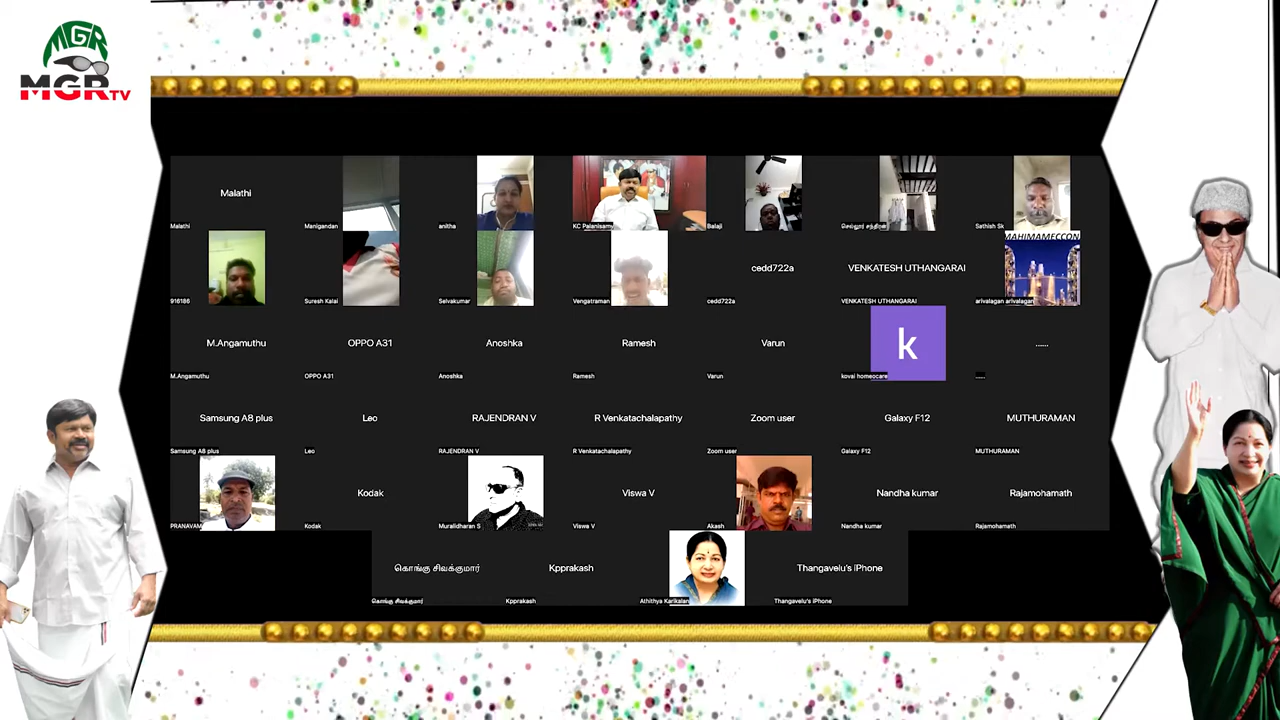 MGR
MGR TV
Malathi
Malathi
Manigandan
anitha
KC Palanisamy
Balaji
செல்லூர் சந்திரன்
Sathish Sk
MAHIMAMECCON
cedd722a
VENKATESH UTHANGARAI
916186
Suresh Kalai
Selvakumar
Vengatraman
cedd722a
VENKATESH UTHANGARAI
arivalagan arivalagan
M.Angamuthu
OPPO A31
Anoshka
Ramesh
Varun
k
......
M.Angamuthu
OPPO A31
Anoshka
Ramesh
Varun
kovai homeocare
......
Samsung A8 plus
Leo
RAJENDRAN V
R Venkatachalapathy
Zoom user
Galaxy F12
MUTHURAMAN
Samsung A8 plus
Leo
RAJENDRAN V
R Venkatachalapathy
Zoom user
Galaxy F12
MUTHURAMAN
Kodak
Viswa V
Nandha kumar
Rajamohamath
PRANAVAM
Kodak
Muralidharan S
Viswa V
Akash
Nandha kumar
Rajamohamath
கொங்கு சிவக்குமார்
Kpprakash
Thangavelu's iPhone
கொங்கு சிவக்குமார்
Kpprakash
Athithya Karikalan
Thangavelu's iPhone